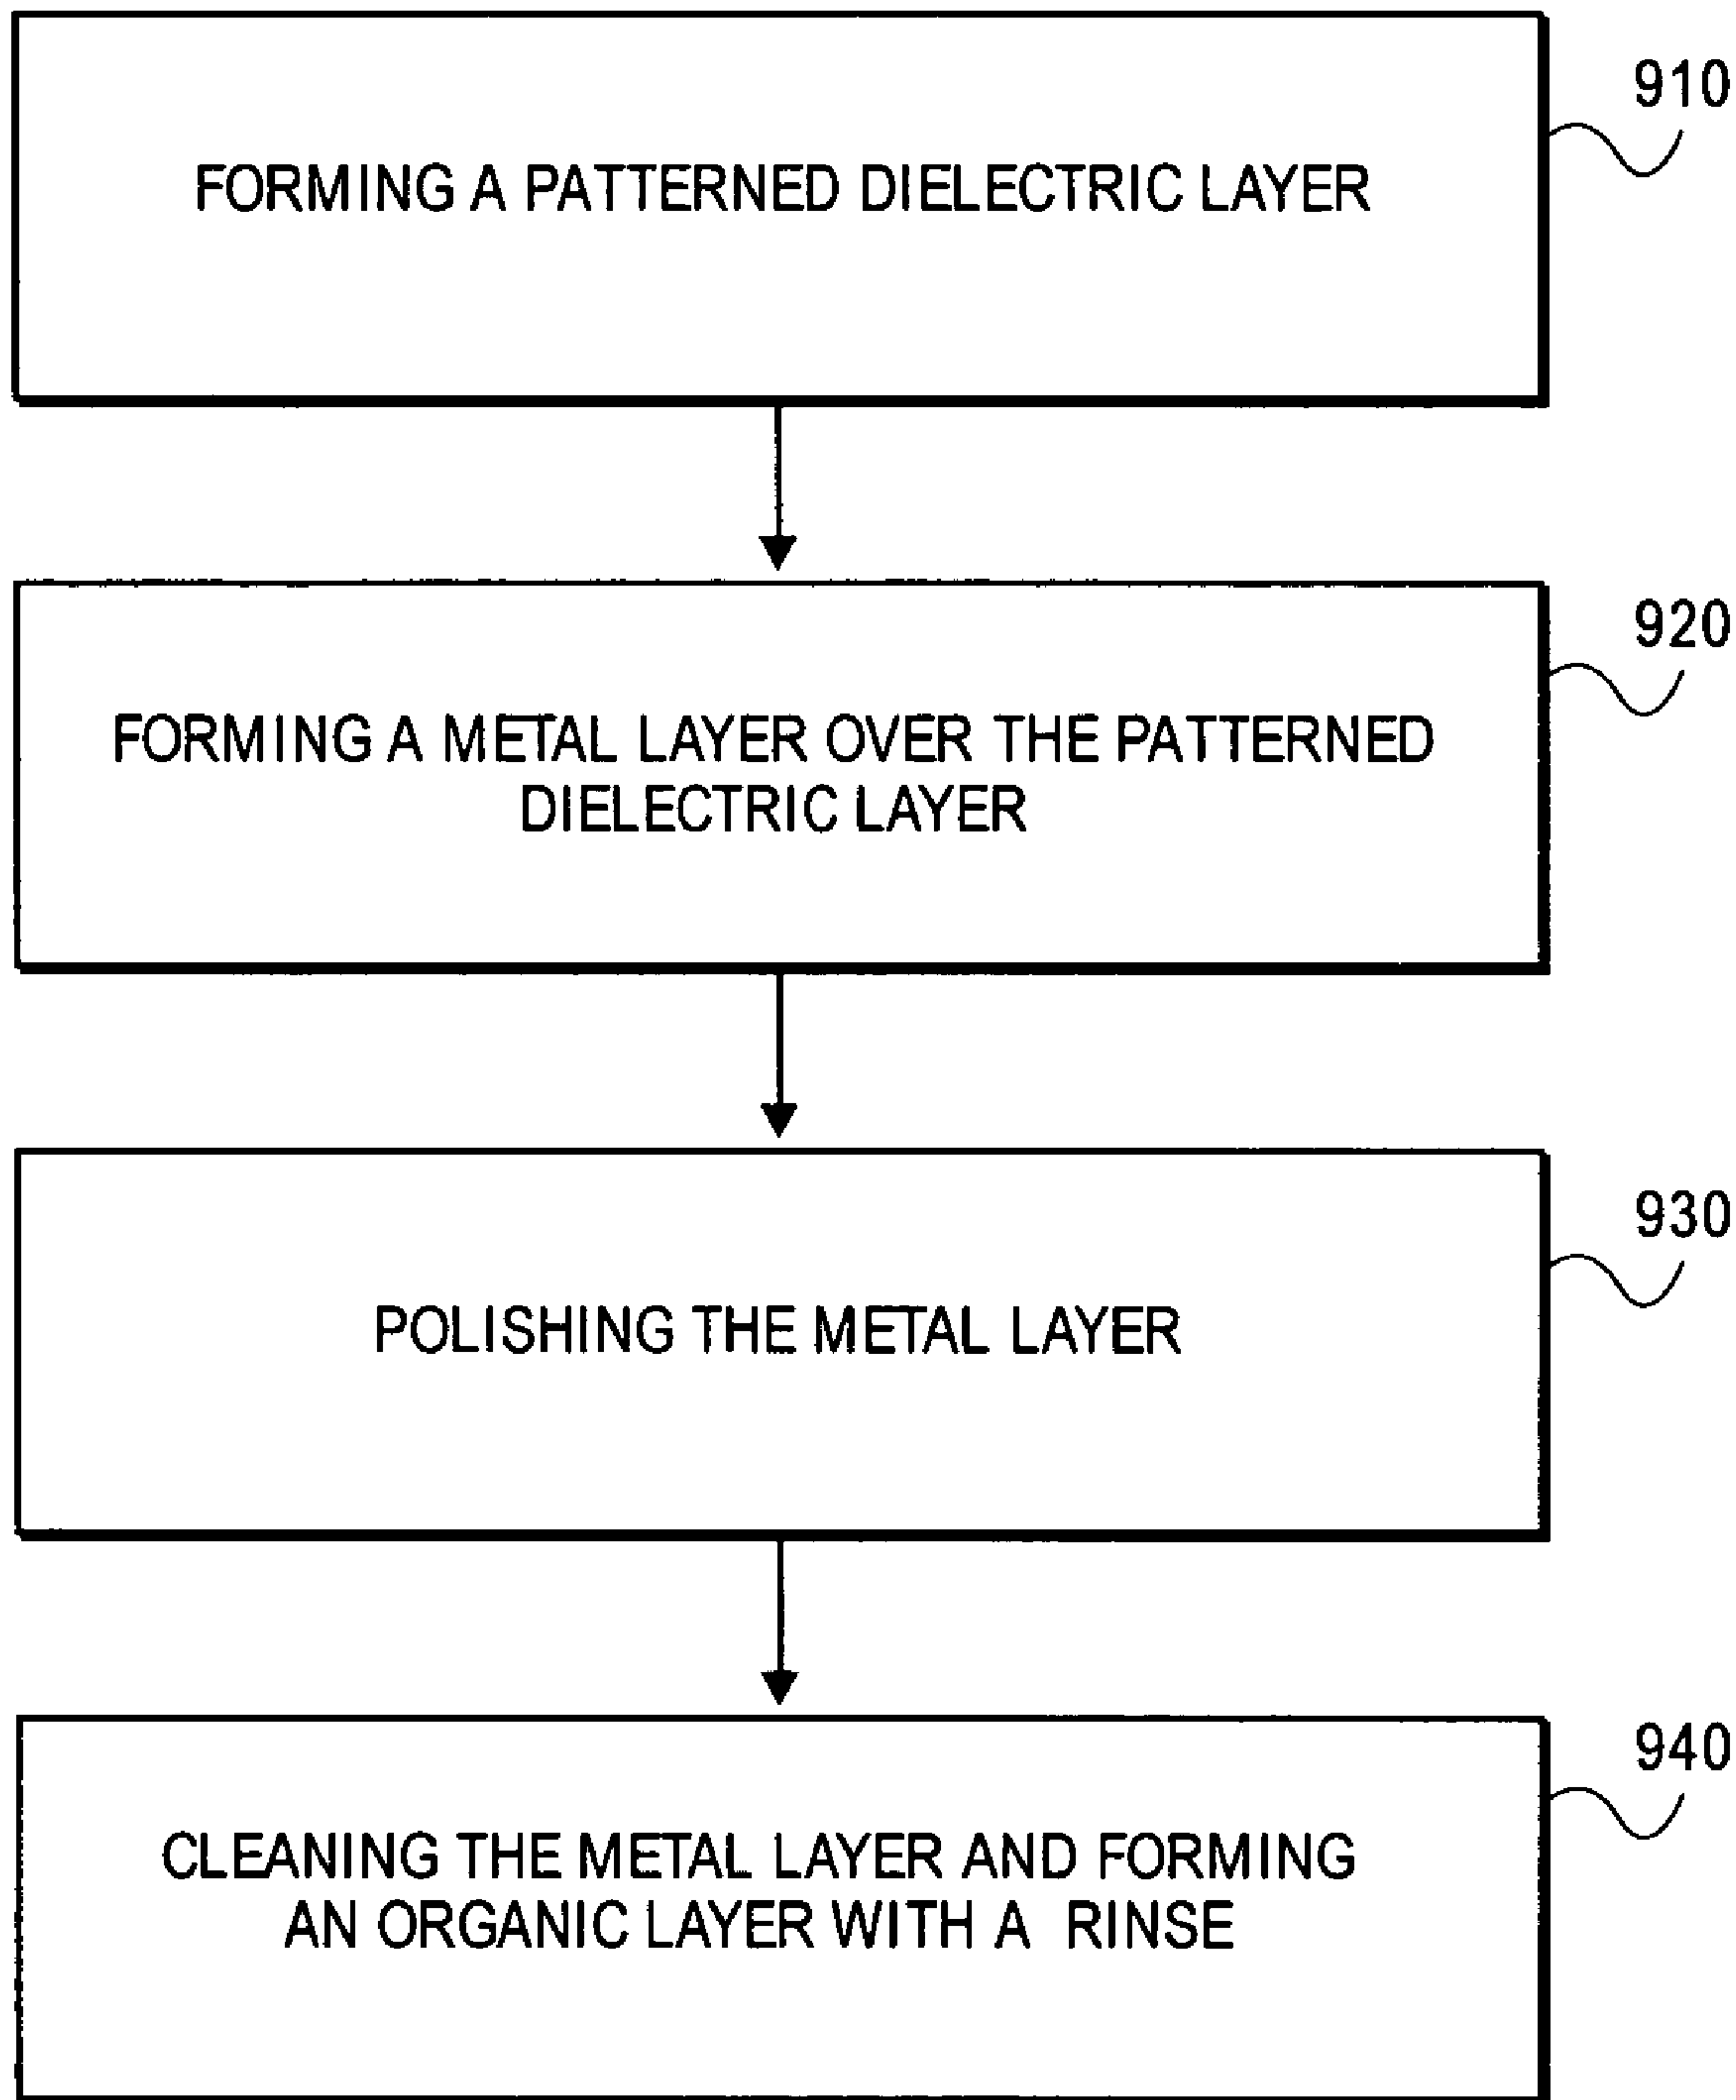 910
FORMING A PATTERNED DIELECTRIC LAYER
920
FORMING A METAL LAYER OVER THE PATTERNED
DIELECTRIC LAYER
930
POLISHING THE METAL LAYER
940
CLEANING THE METAL LAYER AND FORMING
AN ORGANIC LAYER WITH A RINSE